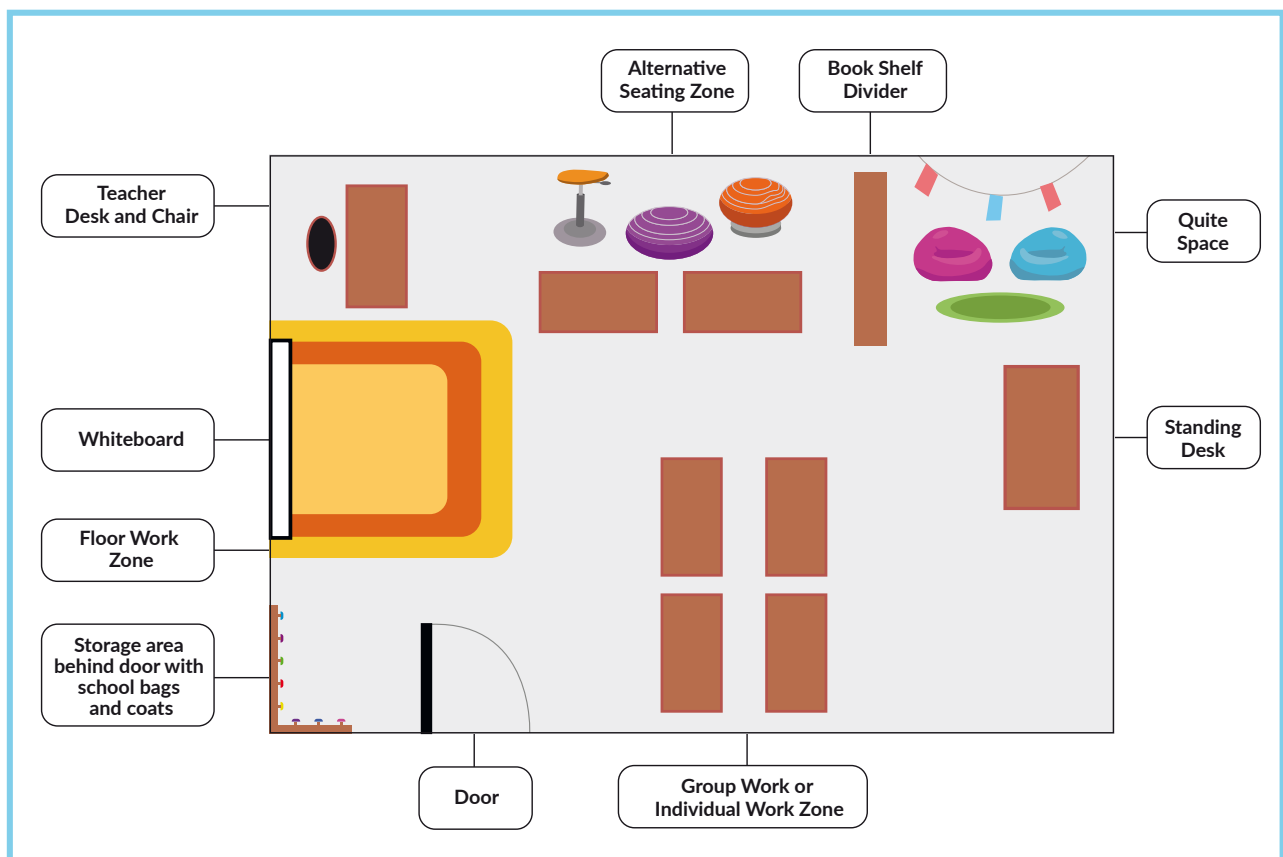 Alternative
Seating Zone
Book Shelf
Divider
Teacher
Desk and Chair
Quite
Space
Whiteboard
Standing
Desk
Floor Work
Zone
Storage area
behind door with
school bags
and coats
Door
Group Work or
Individual Work Zone